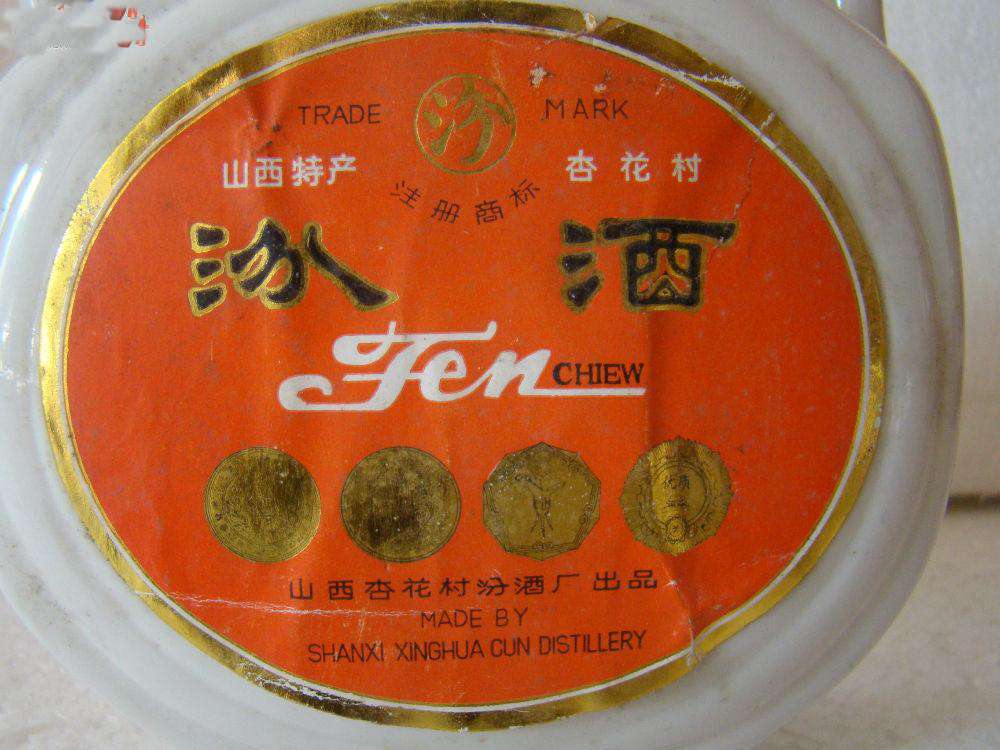 TRADE 汾 MARK
山西特产 杏花村
注册商标
汾酒
Fen CHIEW
山西杏花村汾酒厂出品
MADE BY
SHANXI XINGHUA CUN DISTILLERY